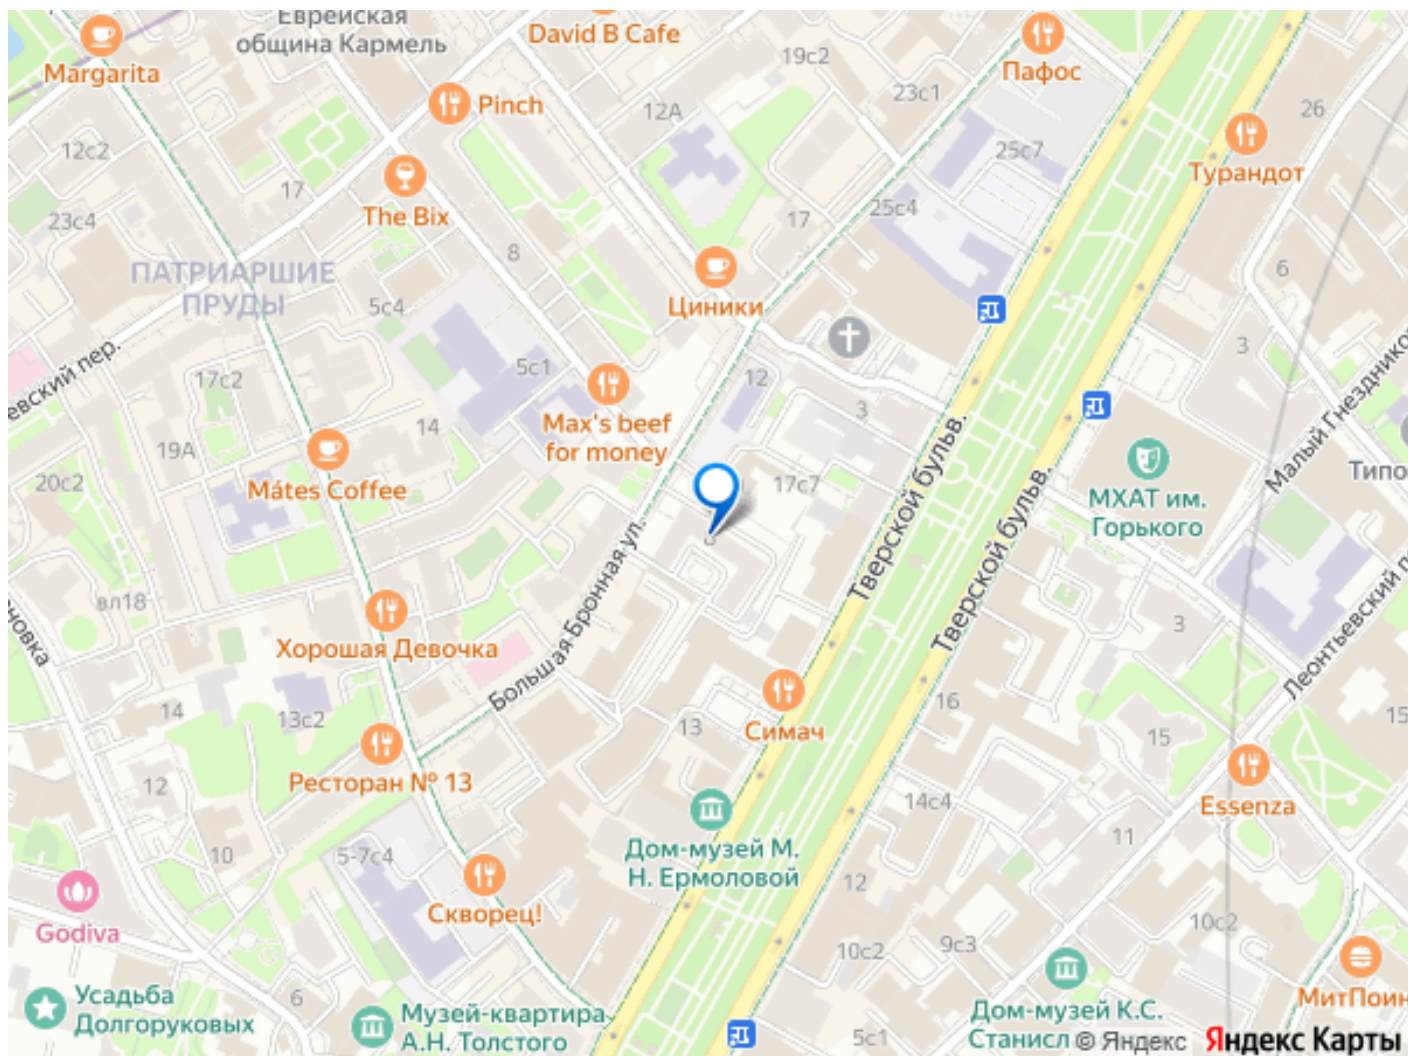 Еврейская
община Кармель
David B Cafe
19с2
Пафос
Margarita
Pinch
12А
23с1
26
12с2
25с7
Турандот
17
The Bix
23с4
17
25с4
8
ПАТРИАРШИЕ
ПРУДЫ
5с4
Циники
6
3
евский пер.
17с2
5с1
12
Max's beef
for money
3
14
19А
Малый Гнездников
20с2
Mátes Coffee
17с7
МХАТ им.
Горького
Типо
Тверской бульв.
Тверской бульв.
Большая Бронная ул.
вл18
новка
Хорошая Девочка
3
Леонтьевский п
14
13с2
13
Симач
16
15
15
12
Ресторан № 13
14с4
Essenza
11
10
5-7с4
Дом-музей М.
Н. Ермоловой
12
Скворец!
Godiva
10с2
9с3
10с2
6
Усадьба
Долгоруковых
Музей-квартира
А.Н. Толстого
5с1
Дом-музей К.С.
Станисл
МитПоин
© Яндекс Яндекс Карты